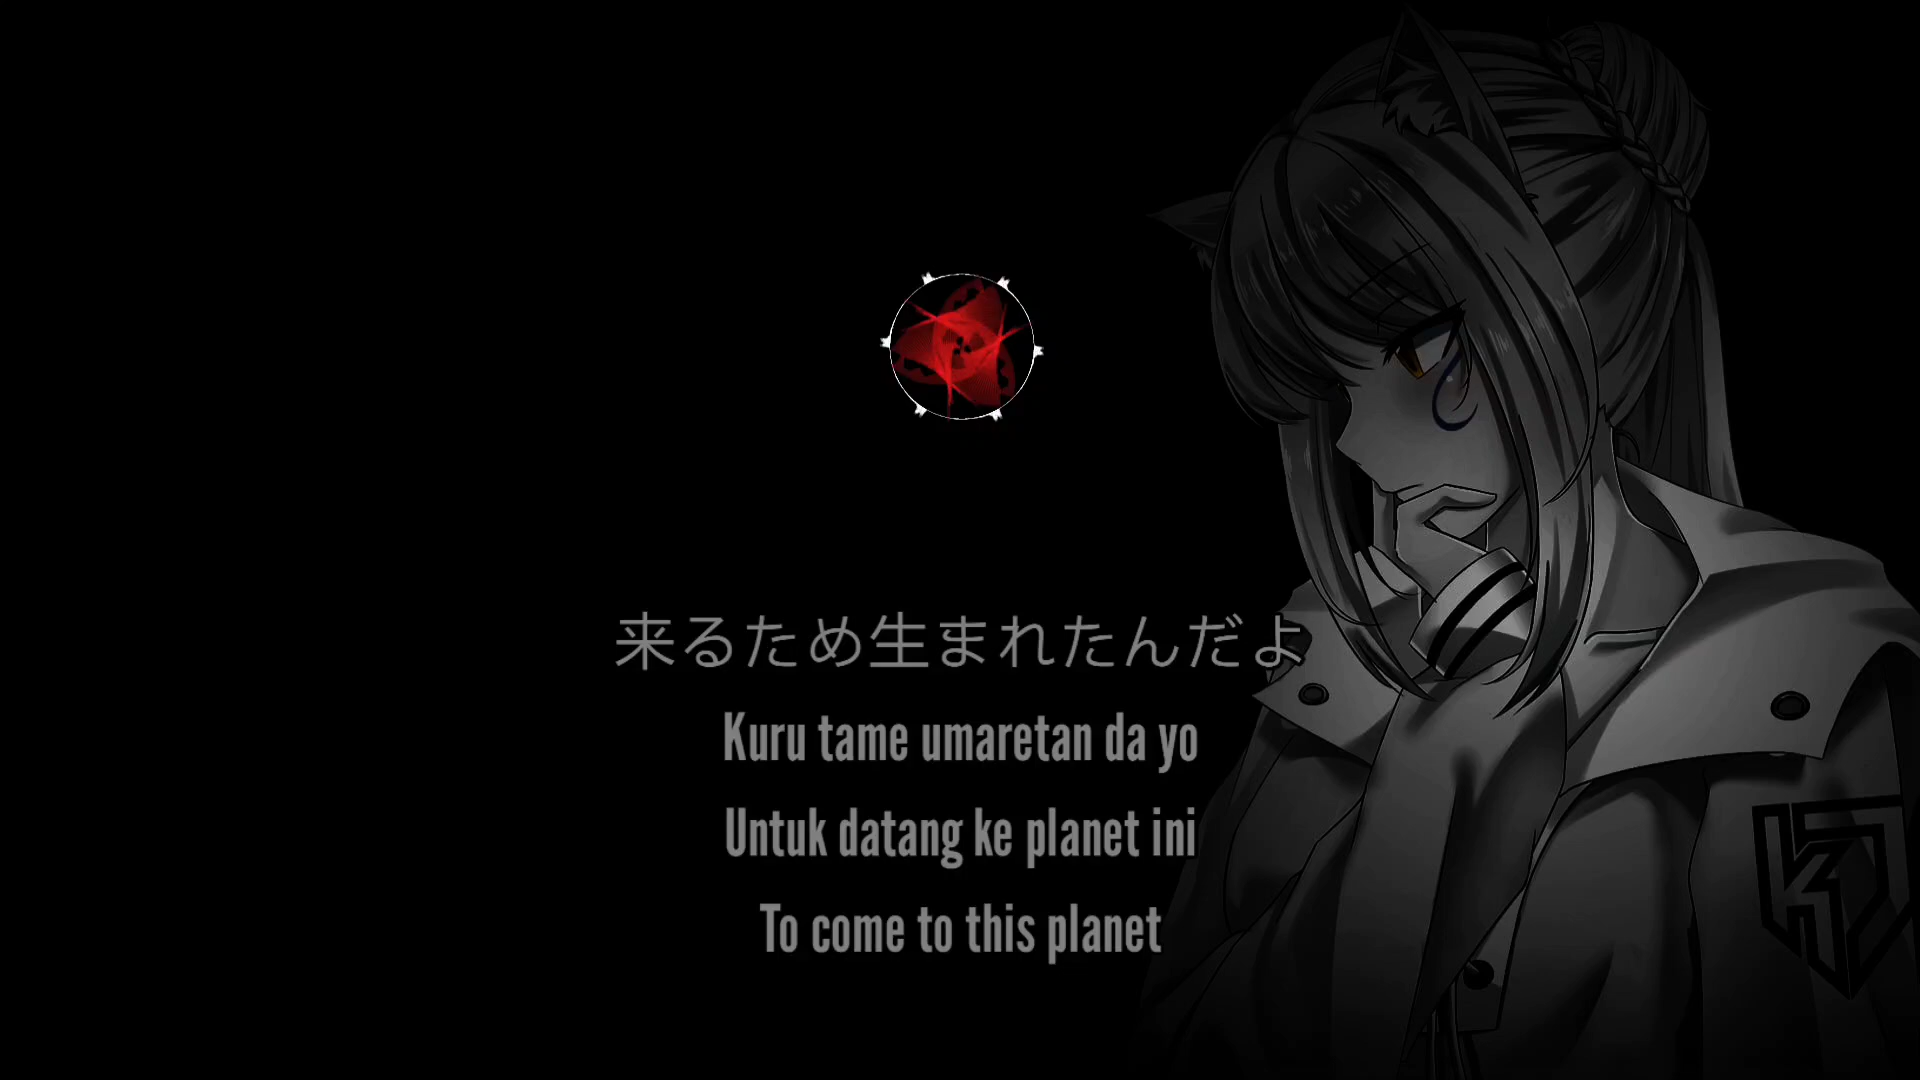 来るため生まれたんだよ
Kuru tame umaretan da yo
Untuk datang ke planet ini
To come to this planet